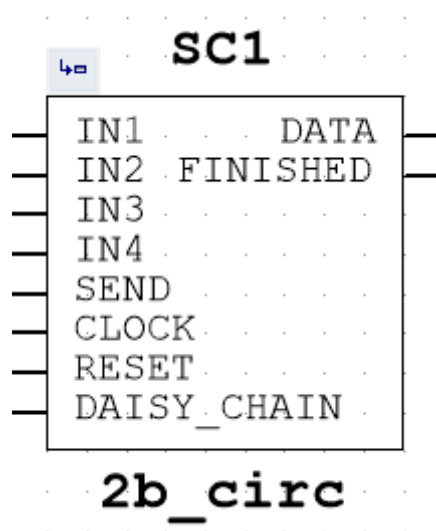 SC1
IN1 DATA
IN2 FINISHED
IN3
IN4
SEND
CLOCK
RESET
DAISY_CHAIN
2b_circ